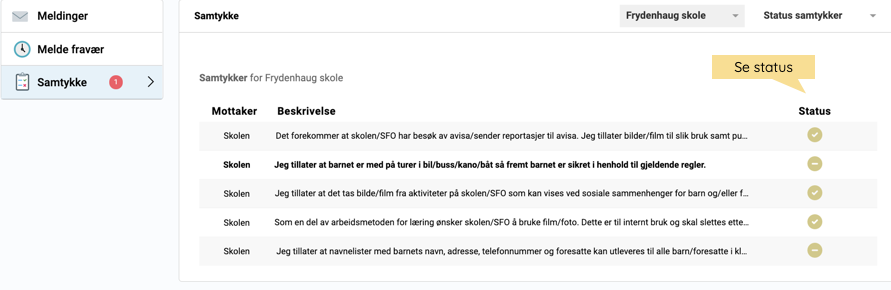 Meldinger
Melde fravær
Samtykke 1
Samtykke Frydenhaug skole Status samtykker
Se status
Samtykker for Frydenhaug skole
Mottaker Beskrivelse Status
Skolen Det forekommer at skolen/SFO har besøk av avisa/sender reportasjer til avisa. Jeg tillater bilder/film til slik bruk samt pu...
Skolen Jeg tillater at barnet er med på turer i bil/buss/kano/båt så fremt barnet er sikret i henhold til gjeldende regler.
Skolen Jeg tillater at det tas bilde/film fra aktiviteter på skolen/SFO som kan vises ved sosiale sammenhenger for barn og/eller f...
Skolen Som en del av arbeidsmetoden for læring ønsker skolen/SFO å bruke film/foto. Dette er til internt bruk og skal slettes ette...
Skolen Jeg tillater at navnelister med barnets navn, adresse, telefonnummer og foresatte kan utleveres til alle barn/foresatte i kl...